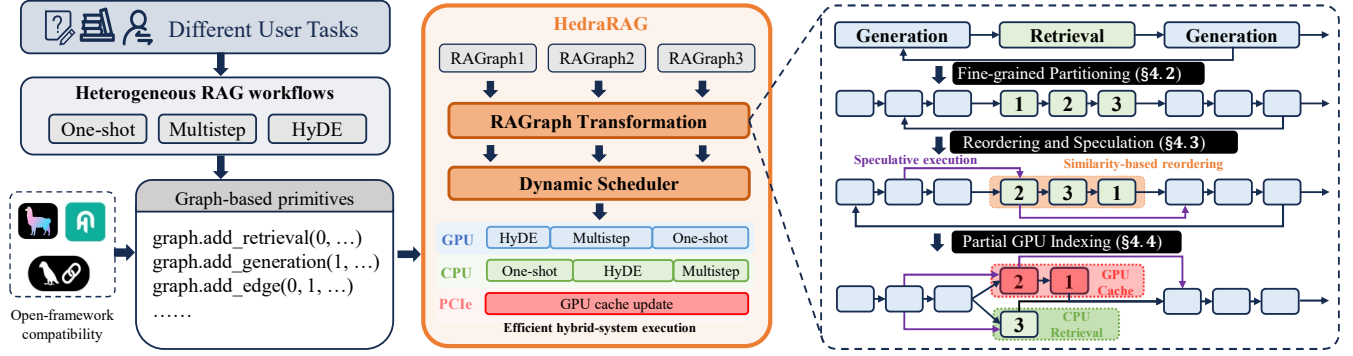 Different User Tasks
Heterogeneous RAG workflows
One-shot
Multistep
HyDE
Open-framework
compatibility
Graph-based primitives
graph.add_retrieval(0, …)
graph.add_generation(1, …)
graph.add_edge(0, 1, …)
……
HedraRAG
RAGraph1
RAGraph2
RAGraph3
RAGraph Transformation
Dynamic Scheduler
GPU
HyDE
Multistep
One-shot
CPU
One-shot
HyDE
Multistep
PCIe
GPU cache update
Efficient hybrid-system execution
Generation
Retrieval
Generation
Fine-grained Partitioning (§4.2)
1
2
3
Reordering and Speculation (§4.3)
Speculative execution
Similarity-based reordering
2
3
1
Partial GPU Indexing (§4.4)
2
1
GPU
Cache
3
CPU
Retrieval